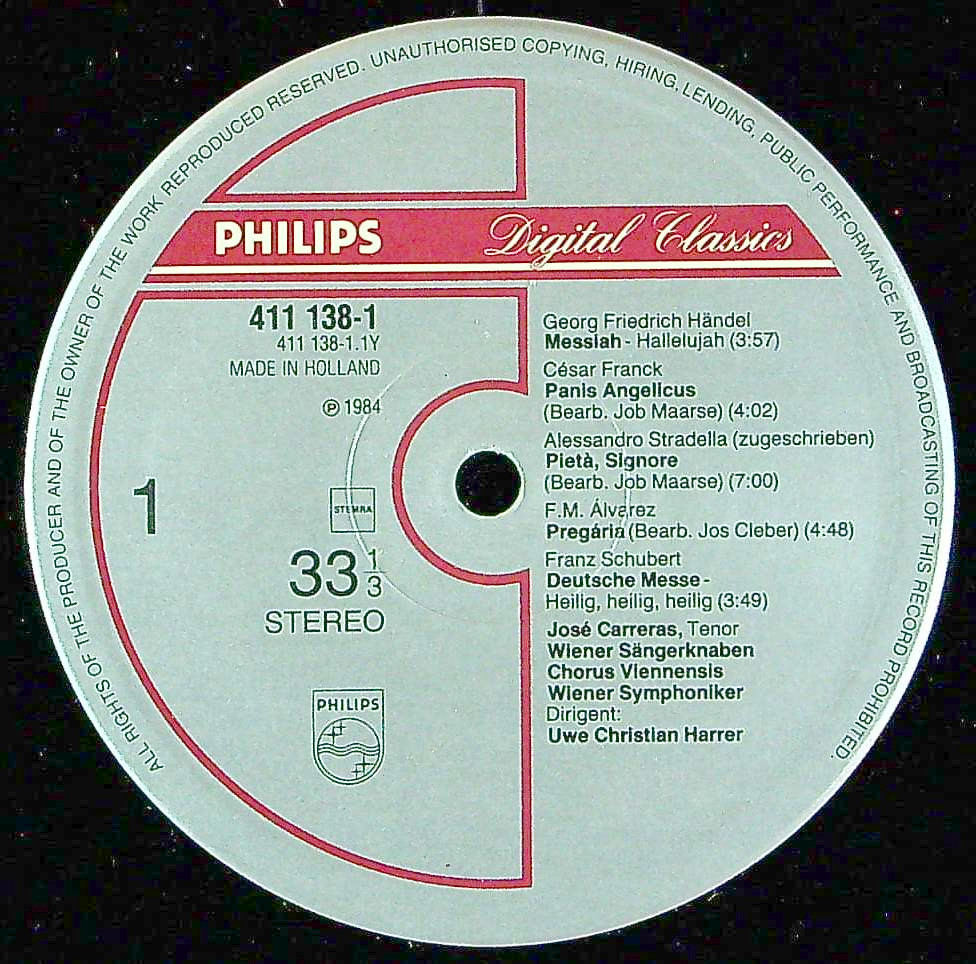 ALL RIGHTS OF THE PRODUCER AND OF THE OWNER OF THE WORK REPRODUCED RESERVED. UNAUTHORISED COPYING, HIRING, LENDING, PUBLIC PERFORMANCE AND BROADCASTING OF THIS RECORD PROHIBITED.
PHILIPS Digital Classics
411 138-1
411 138-1.1Y
MADE IN HOLLAND
℗ 1984
1
STEMRA
33 1/3
STEREO
PHILIPS
Georg Friedrich Händel
Messiah - Hallelujah (3:57)
César Franck
Panis Angelicus
(Bearb. Job Maarse) (4:02)
Alessandro Stradella (zugeschrieben)
Pietà, Signore
(Bearb. Job Maarse) (7:00)
F.M. Álvarez
Pregária (Bearb. Jos Cleber) (4:48)
Franz Schubert
Deutsche Messe -
Heilig, heilig, heilig (3:49)
José Carreras, Tenor
Wiener Sängerknaben
Chorus Viennensis
Wiener Symphoniker
Dirigent:
Uwe Christian Harrer